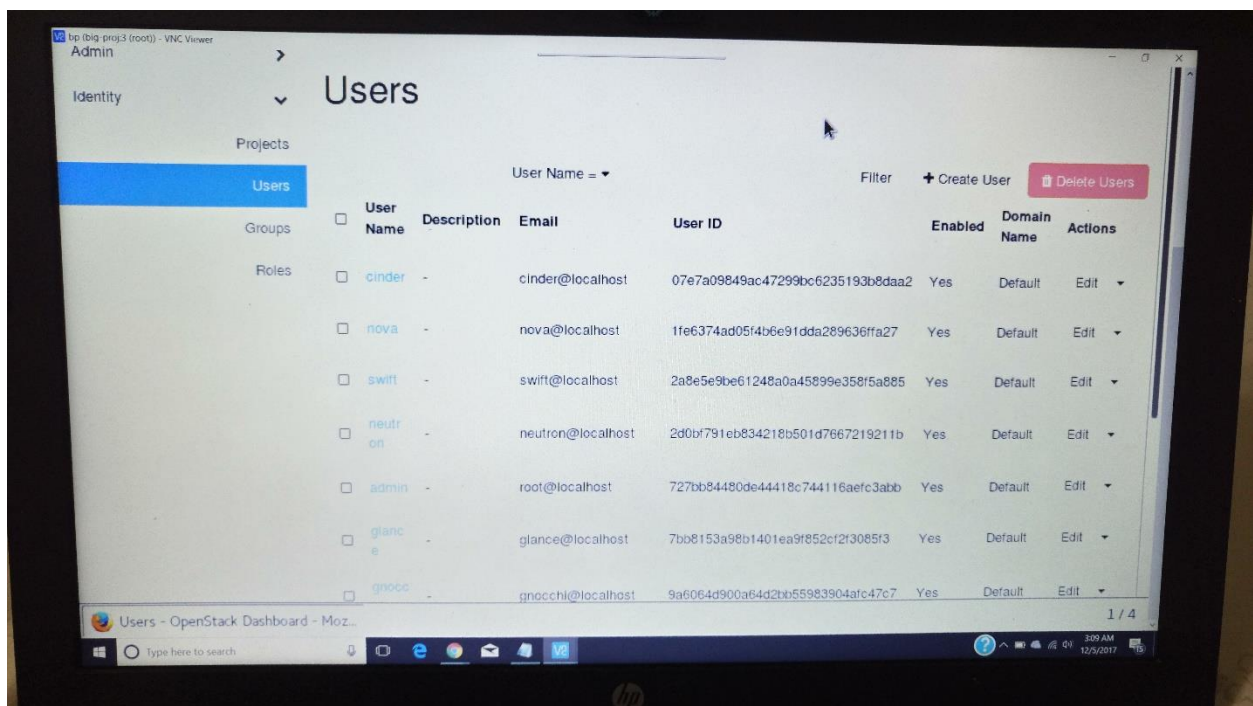 bp (big-proj:3 (root)) - VNC Viewer
Admin
Identity
Users
Projects
Users
Groups
Roles
User Name =
Filter
Create User
Delete Users
User Name Description Email User ID Enabled Domain Name Actions
cinder - cinder@localhost 07e7a09849ac47299bc6235193b8daa2 Yes Default Edit
nova - nova@localhost 1fe6374ad05f4b6e91dda289636ffa27 Yes Default Edit
swift - swift@localhost 2a8e5e9be61248a0a45899e358f5a885 Yes Default Edit
neutron - neutron@localhost 2d0bf791eb834218b501d7667219211b Yes Default Edit
admin - root@localhost 727bb84480de44418c744116aefc3abb Yes Default Edit
glance - glance@localhost 7bb8153a98b1401ea9f852cf2f3085f3 Yes Default Edit
gnocc - gnocchi@localhost 9a6064d900a64d2bb55983904afc47c7 Yes Default Edit
Users - OpenStack Dashboard - Moz...
1 / 4
Type here to search
3:09 AM
12/5/2017
hp